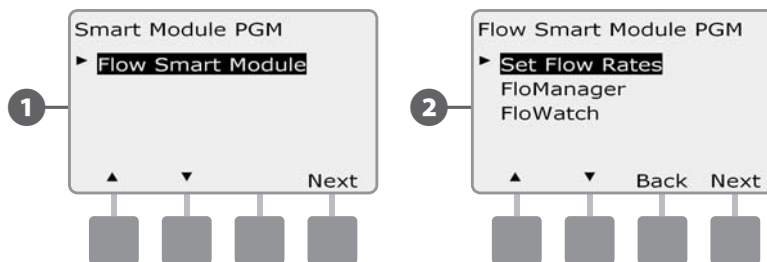 Smart Module PGM
► Flow Smart Module
1
▲ ▼ Next
Flow Smart Module PGM
► Set Flow Rates
FloManager
FloWatch
2
▲ ▼ Back Next